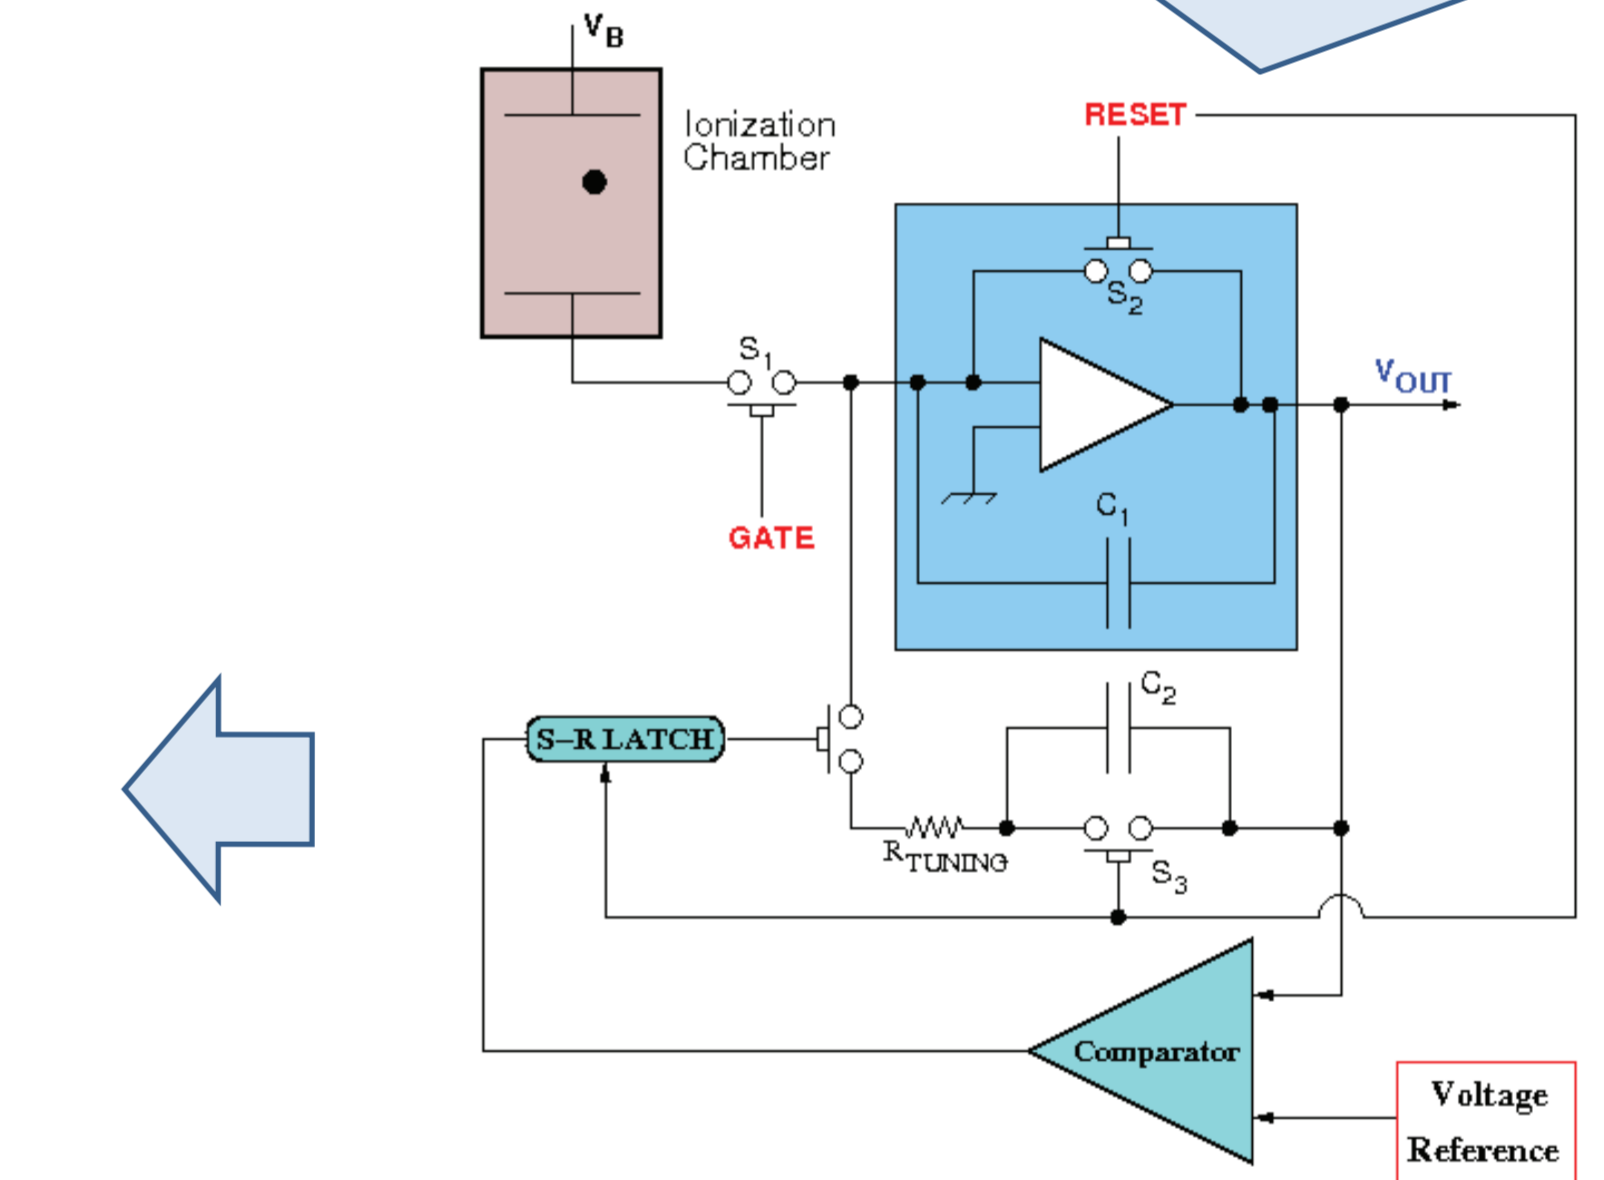 VB
Ionization
Chamber
RESET
S2
S1
VOUT
C1
GATE
C2
S–R LATCH
RTUNING
S3
Comparator
Voltage
Reference